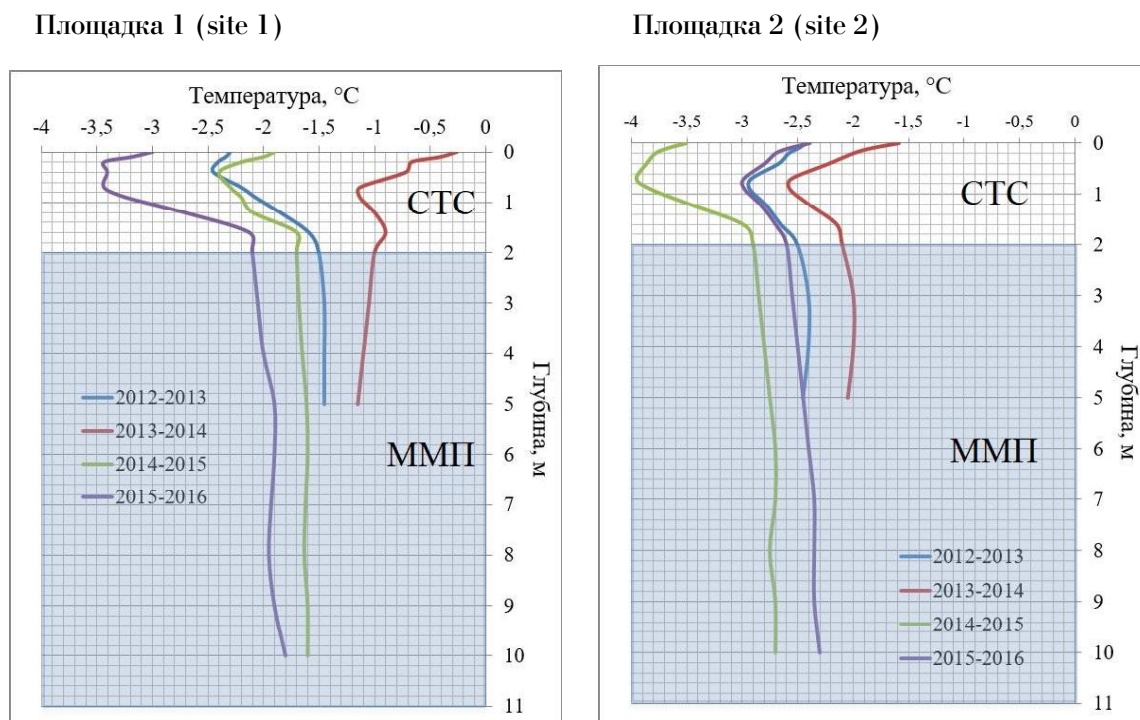 Площадка 1 (site 1)
Температура, °C
-4 -3,5 -3 -2,5 -2 -1,5 -1 -0,5 0
0
1
2
3
4
5
6
7
8
9
10
11
Глубина, м
СТС
ММП
2012-2013
2013-2014
2014-2015
2015-2016
Площадка 2 (site 2)
Температура, °C
-4 -3,5 -3 -2,5 -2 -1,5 -1 -0,5 0
0
1
2
3
4
5
6
7
8
9
10
11
Глубина, м
СТС
ММП
2012-2013
2013-2014
2014-2015
2015-2016